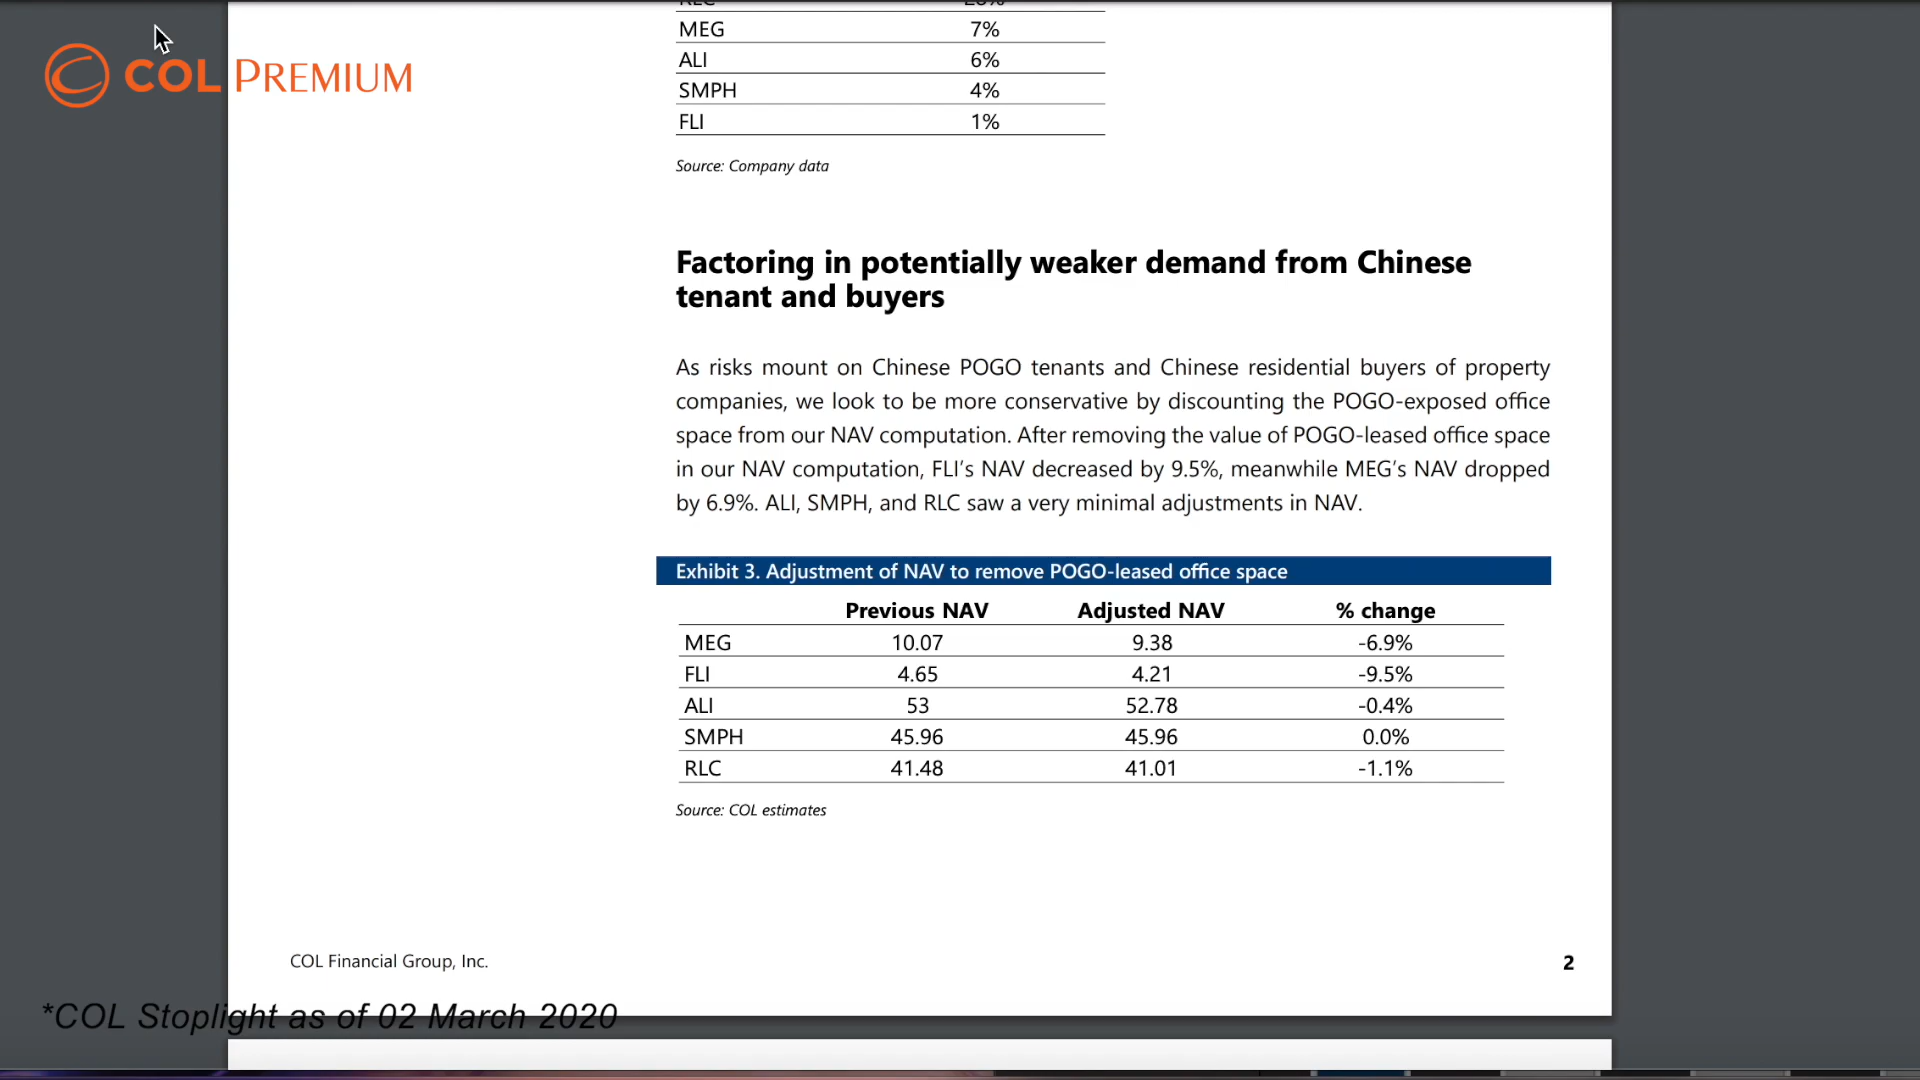 MEG 7%
ALI 6%
SMPH 4%
FLI 1%
Source: Company data
COL PREMIUM
Factoring in potentially weaker demand from Chinese
tenant and buyers
As risks mount on Chinese POGO tenants and Chinese residential buyers of property
companies, we look to be more conservative by discounting the POGO-exposed office
space from our NAV computation. After removing the value of POGO-leased office space
in our NAV computation, FLI’s NAV decreased by 9.5%, meanwhile MEG’s NAV dropped
by 6.9%. ALI, SMPH, and RLC saw a very minimal adjustments in NAV.
Exhibit 3. Adjustment of NAV to remove POGO-leased office space
Previous NAV Adjusted NAV % change
MEG 10.07 9.38 -6.9%
FLI 4.65 4.21 -9.5%
ALI 53 52.78 -0.4%
SMPH 45.96 45.96 0.0%
RLC 41.48 41.01 -1.1%
Source: COL estimates
COL Financial Group, Inc. 2
*COL Stoplight as of 02 March 2020